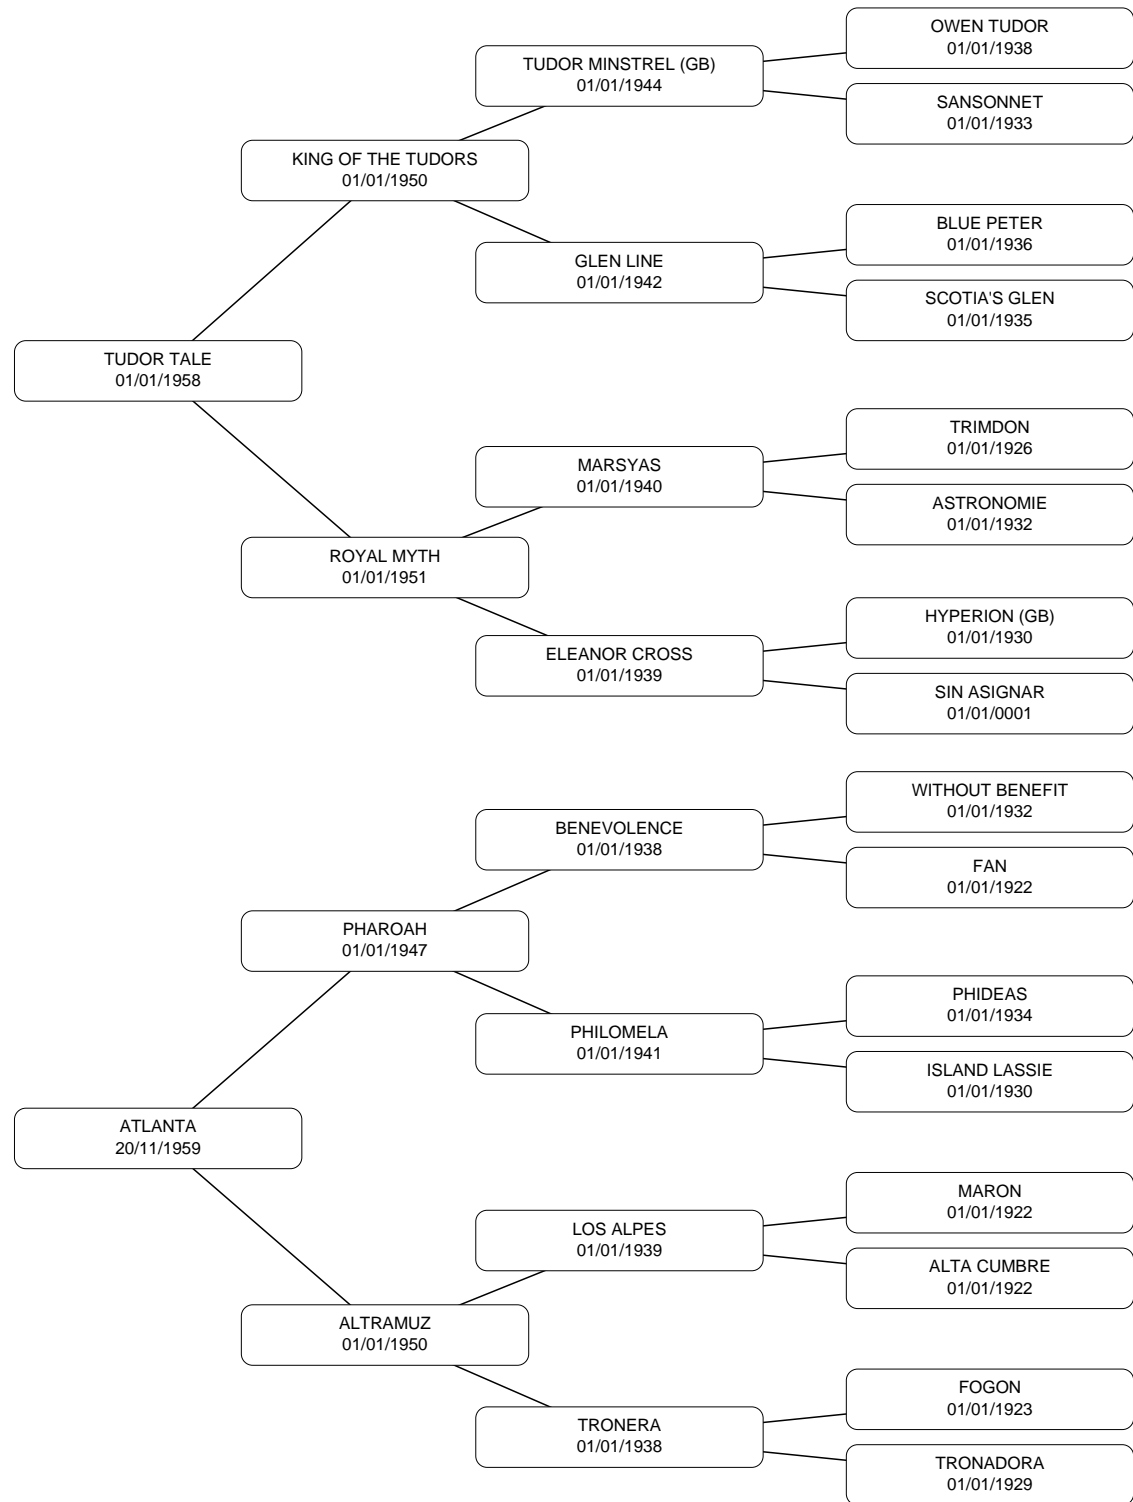 OWEN TUDOR
01/01/1938
TUDOR MINSTREL (GB)
01/01/1944
SANSONNET
01/01/1933
KING OF THE TUDORS
01/01/1950
BLUE PETER
01/01/1936
GLEN LINE
01/01/1942
SCOTIA'S GLEN
01/01/1935
TUDOR TALE
01/01/1958
TRIMDON
01/01/1926
MARSYAS
01/01/1940
ASTRONOMIE
01/01/1932
ROYAL MYTH
01/01/1951
HYPERION (GB)
01/01/1930
ELEANOR CROSS
01/01/1939
SIN ASIGNAR
01/01/0001
WITHOUT BENEFIT
01/01/1932
BENEVOLENCE
01/01/1938
FAN
01/01/1922
PHAROAH
01/01/1947
PHIDEAS
01/01/1934
PHILOMELA
01/01/1941
ISLAND LASSIE
01/01/1930
ATLANTA
20/11/1959
MARON
01/01/1922
LOS ALPES
01/01/1939
ALTA CUMBRE
01/01/1922
ALTRAMUZ
01/01/1950
FOGON
01/01/1923
TRONERA
01/01/1938
TRONADORA
01/01/1929